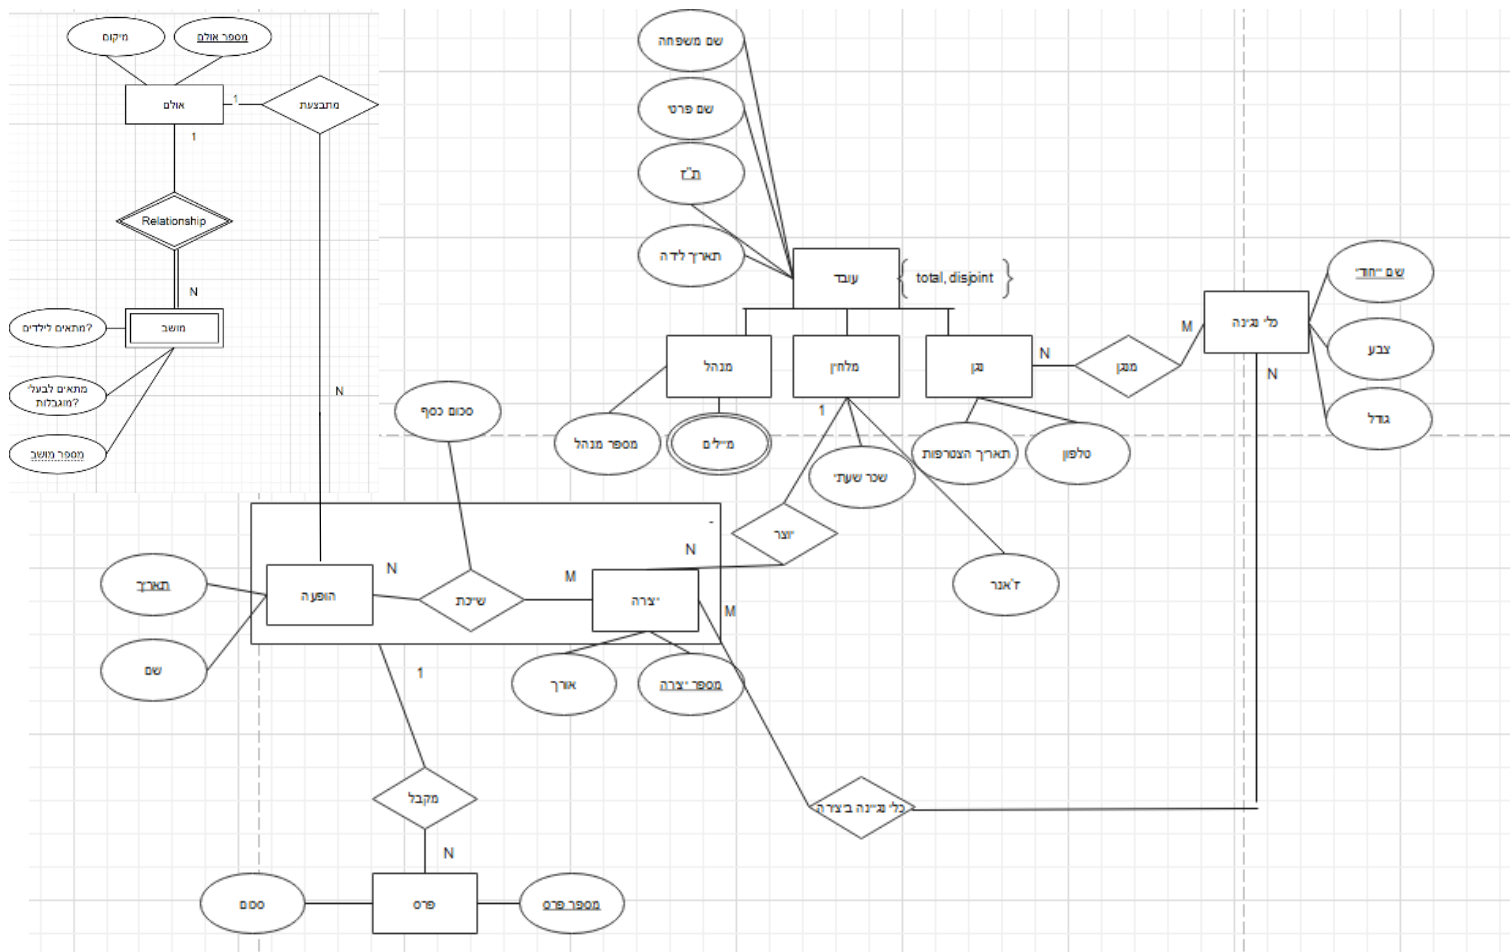 מיקום
מספר אולם
אולם
1
מתבצעת
1
Relationship
N
מושב
מתאים לילדים?
מתאים לבעלי
מוגבלות?
מספר מושב
N
שם משפחה
שם פרטי
ת"ז
תאריך לידה
עובד
{total, disjoint}
מנהל
מלחין
נגן
N
מנגן
M
כלי נגינה
שם ייחודי
צבע
גודל
N
מספר מנהל
מיילים
1
שכר שעתי
תאריך הצטרפות
טלפון
ז'אנר
יוצר
סכום כסף
-
N
הופעה
N
שייכת
M
יצירה
M
תאריך
שם
אורך
מספר יצירה
1
מקבל
N
כלי נגיינה ביצירה
סכום
פרס
מספר פרס